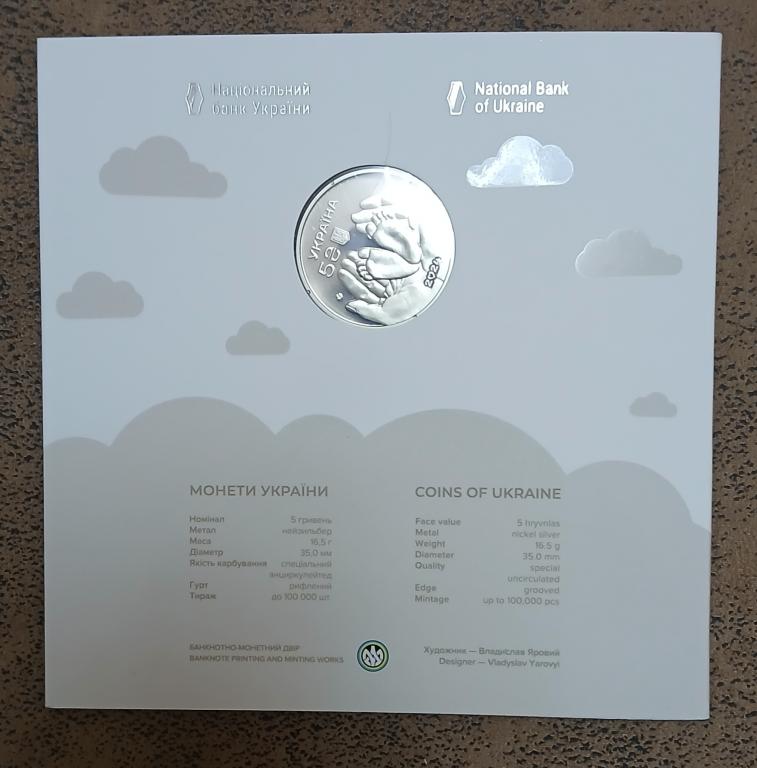 Національний
банк України
National Bank
of Ukraine
УКРАЇНА
5₴
2024
МОНЕТИ УКРАЇНИ
Номінал 5 гривень
Метал нейзильбер
Маса 16,5 г
Діаметр 35,0 мм
Якість карбування спеціальний
анциркулейтед
Гурт рифлений
Тираж до 100 000 шт.
COINS OF UKRAINE
Face value 5 hryvnias
Metal nickel silver
Weight 16.5 g
Diameter 35.0 mm
Quality special
uncirculated
Edge grooved
Mintage up to 100,000 pcs
БАНКНОТНО-МОНЕТНИЙ ДВІР
BANKNOTE PRINTING AND MINTING WORKS
Художник — Владислав Яровий
Designer — Vladyslav Yarovyi